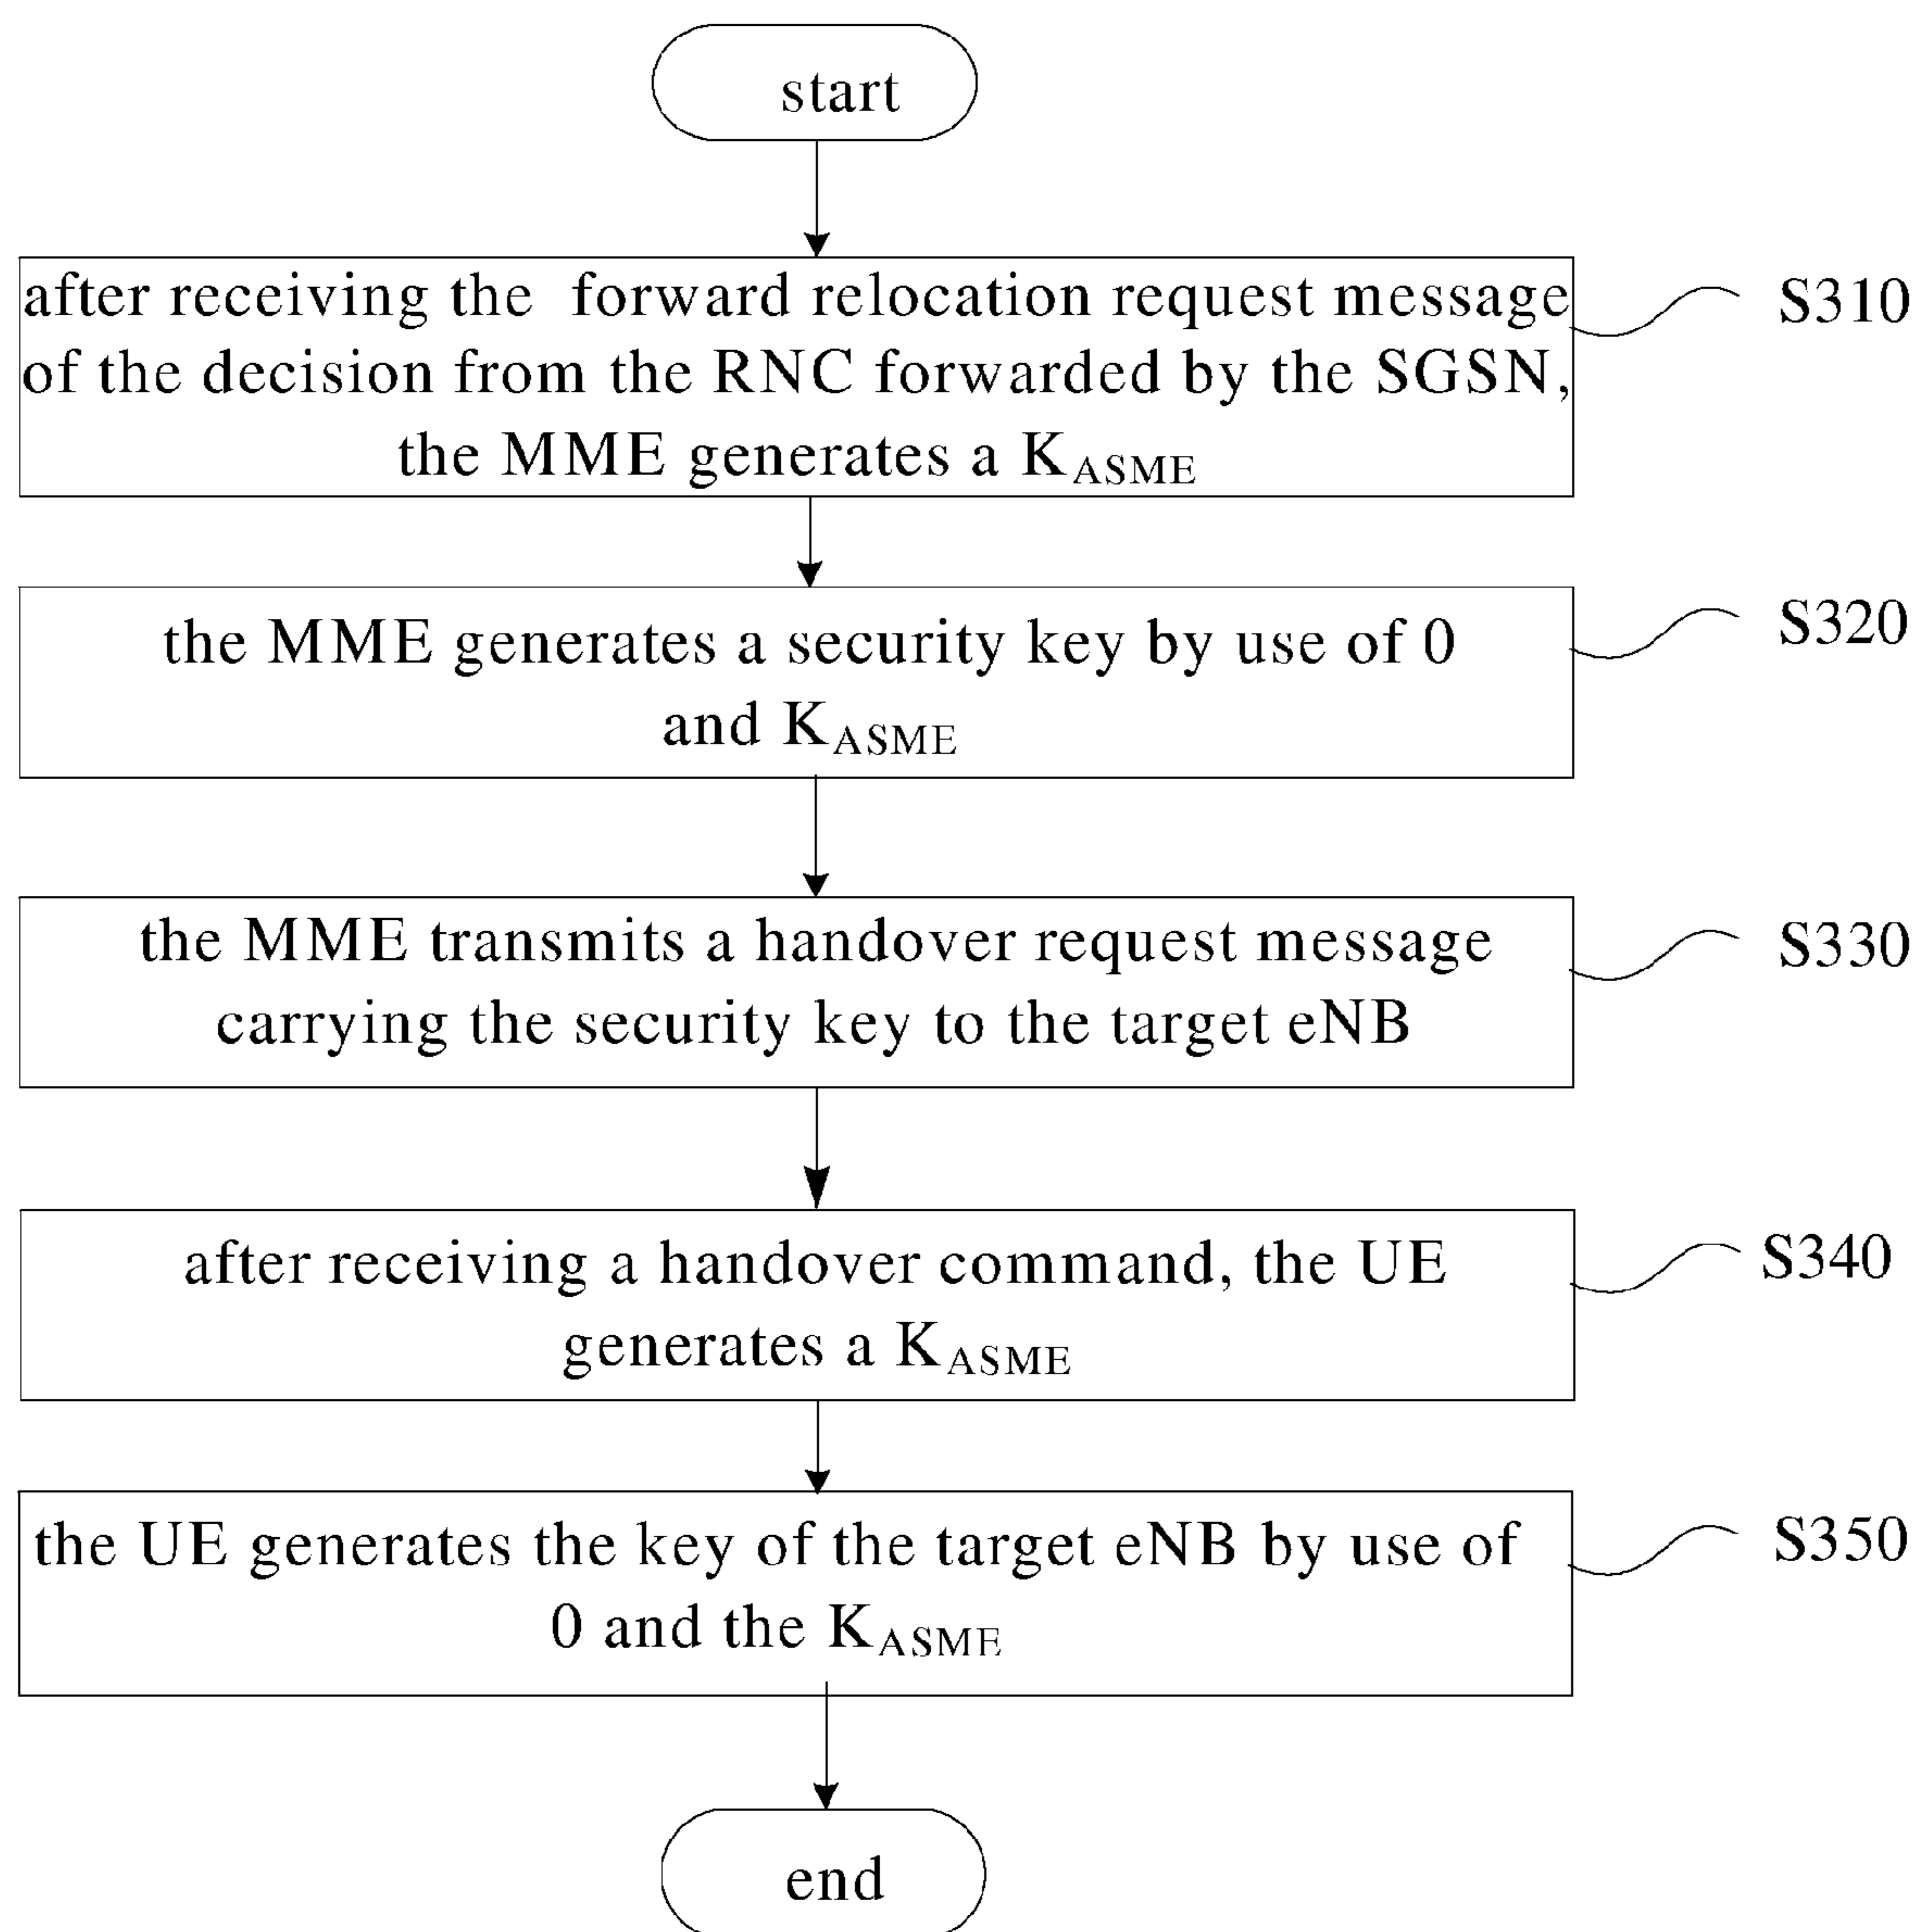 start
after receiving the forward relocation request message
S310
of the decision from the RNC forwarded by the SGSN,
the MME generates a KASME
the MME generates a security key by use of 0
S320
and KASME
the MME transmits a handover request message
S330
carrying the security key to the target eNB
after receiving a handover command, the UE
S340
generates a KASME
the UE generates the key of the target eNB by use of
S350
0 and the KASME
end